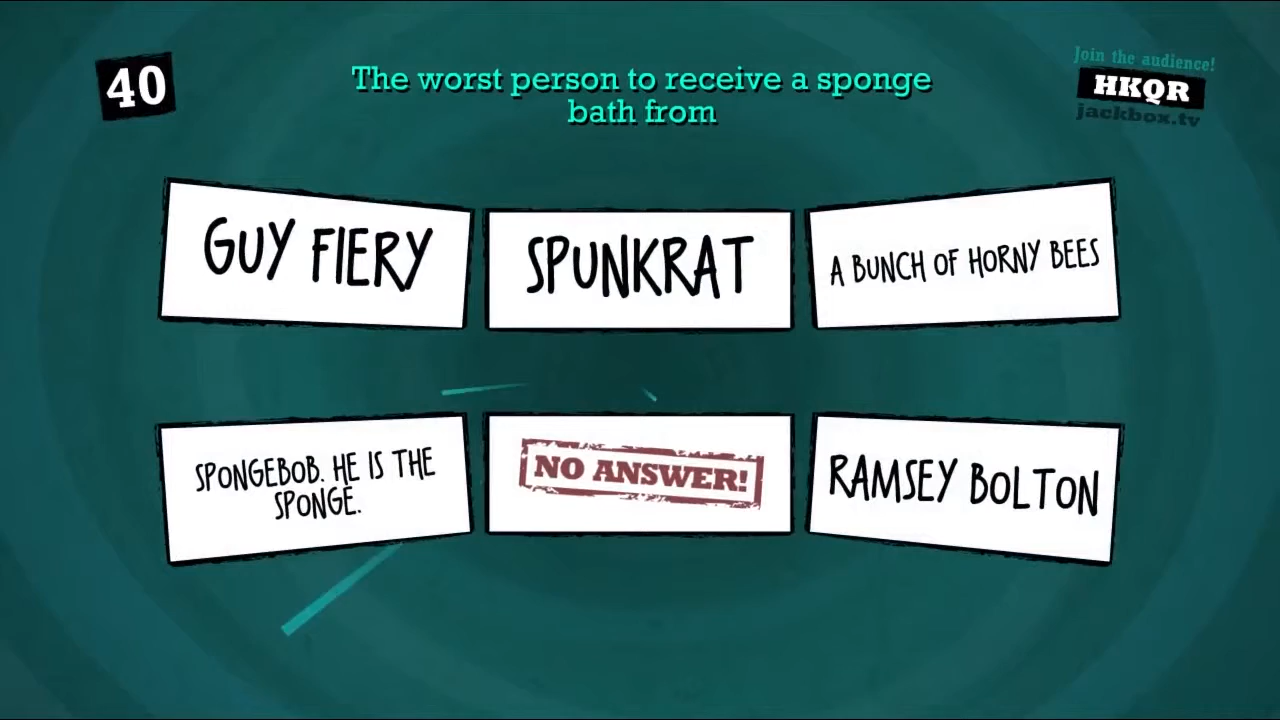 40
The worst person to receive a sponge
bath from
Join the audience!
HKQR
jackbox.tv
GUY FIERY
SPUNKRAT
A BUNCH OF HORNY BEES
SPONGEBOB. HE IS THE
SPONGE.
NO ANSWER!
RAMSEY BOLTON